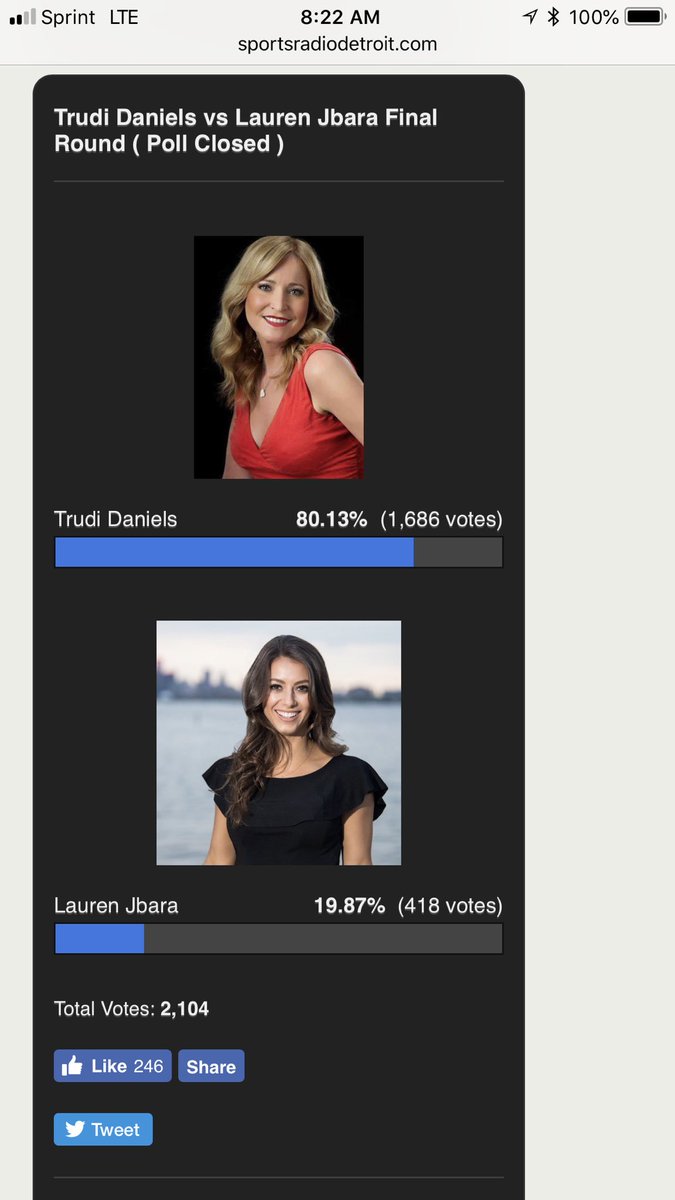 Sprint LTE 8:22 AM 100%
sportsradiodetroit.com
Trudi Daniels vs Lauren Jbara Final
Round ( Poll Closed )
Trudi Daniels 80.13% (1,686 votes)
Lauren Jbara 19.87% (418 votes)
Total Votes: 2,104
Like 246 Share
Tweet